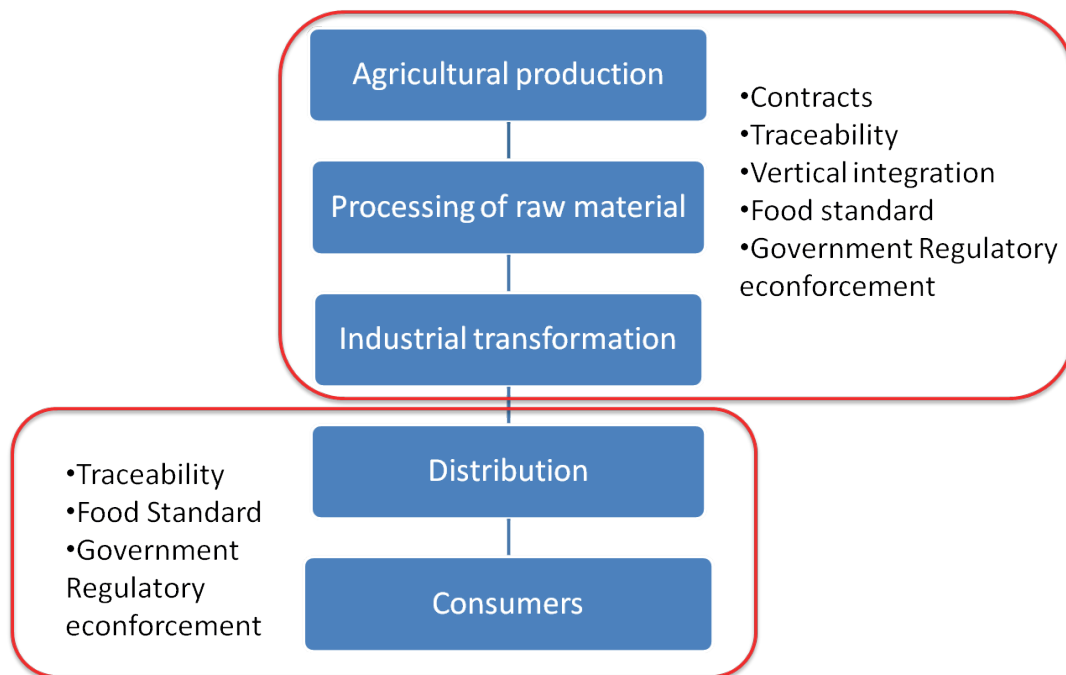 Agricultural production
Processing of raw material
Industrial transformation
•Contracts
•Traceability
•Vertical integration
•Food standard
•Government Regulatory
econforcement
Distribution
Consumers
•Traceability
•Food Standard
•Government
Regulatory
econforcement